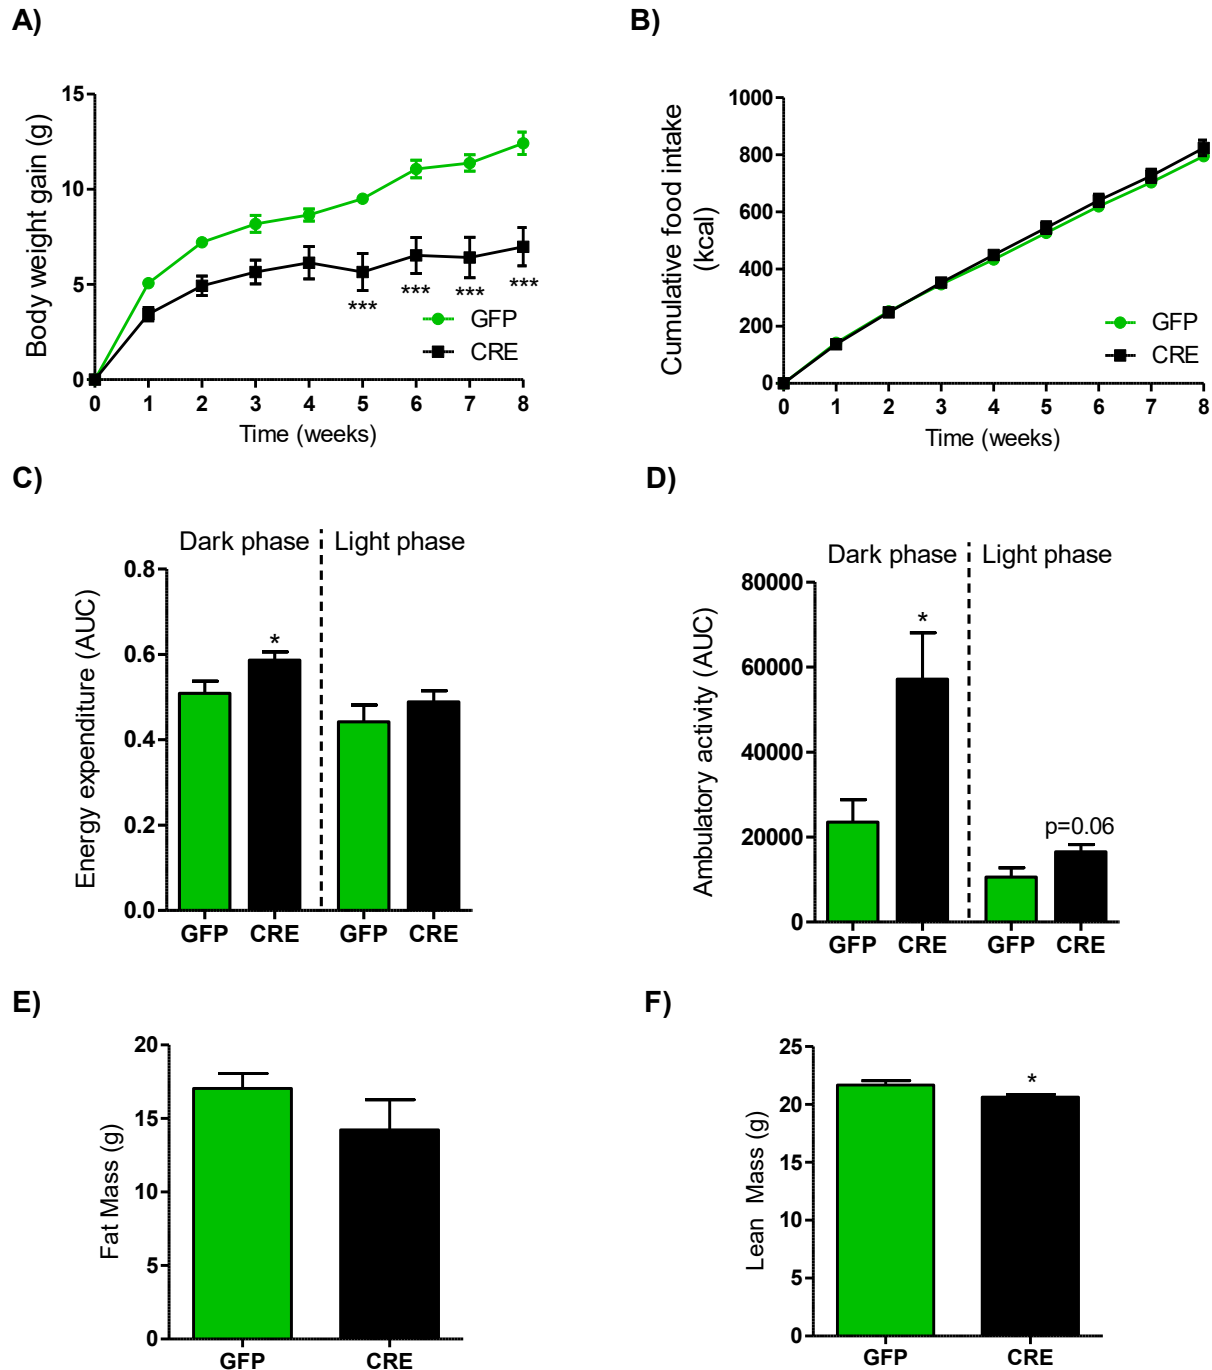 A)
Body weight gain (g)
15
10
5
0
0 1 2 3 4 5 6 7 8
Time (weeks)
*** *** *** ***
GFP
CRE
B)
Cumulative food intake
(kcal)
1000
800
600
400
200
0
0 1 2 3 4 5 6 7 8
Time (weeks)
GFP
CRE
C)
Dark phase Light phase
Energy expenditure (AUC)
0.8
0.6
0.4
0.2
0.0
*
GFP CRE GFP CRE
D)
Dark phase Light phase
Ambulatory activity (AUC)
80000
60000
40000
20000
0
*
p=0.06
GFP CRE GFP CRE
E)
Fat Mass (g)
20
15
10
5
0
GFP CRE
F)
Lean Mass (g)
25
20
15
10
5
0
*
GFP CRE